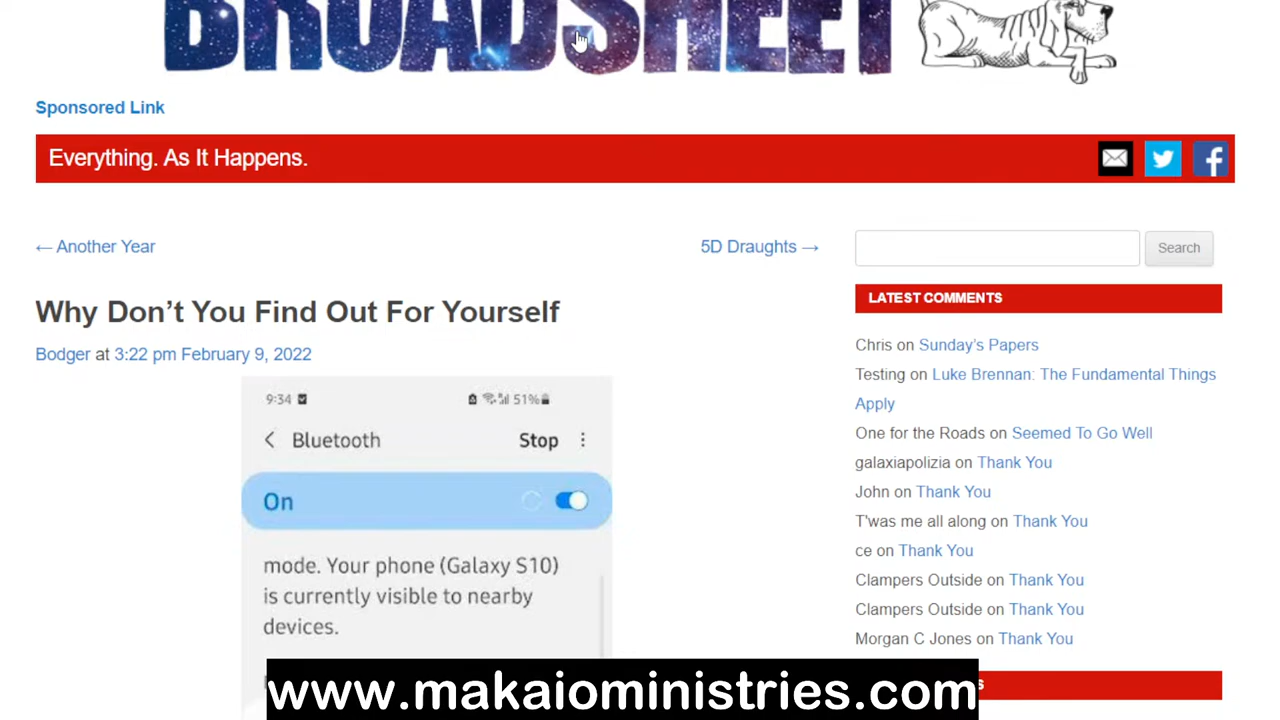 BROADSHEET
Sponsored Link
Everything. As It Happens.
← Another Year
5D Draughts →
Search
Why Don’t You Find Out For Yourself
Bodger at 3:22 pm February 9, 2022
9:34
51%
Bluetooth
Stop
On
mode. Your phone (Galaxy S10)
is currently visible to nearby
devices.
LATEST COMMENTS
Chris on Sunday’s Papers
Testing on Luke Brennan: The Fundamental Things
Apply
One for the Roads on Seemed To Go Well
galaxiapolizia on Thank You
John on Thank You
T'was me all along on Thank You
ce on Thank You
Clampers Outside on Thank You
Clampers Outside on Thank You
Morgan C Jones on Thank You
www.makaiominis​tries.com